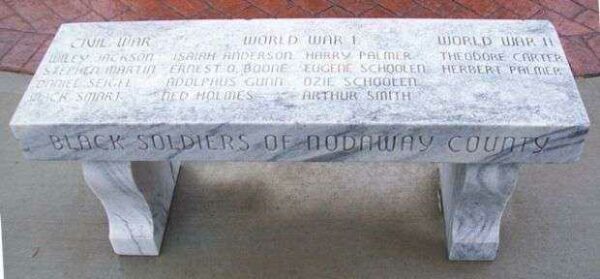 CIVIL WAR WORLD WAR I WORLD WAR II
WILEY JACKSON ISAIAH ANDERSON HARRY PALMER THEODORE CARTER
STEPHEN MARTIN ERNEST O. BOONE EUGENE SCHOOLEN HERBERT PALMER
DANIEL SEIGH ADOLPHUS GUNN OZIE SCHOOLEN
DICK SMART NED HOLMES ARTHUR SMITH
BLACK SOLDIERS OF NODAWAY COUNTY